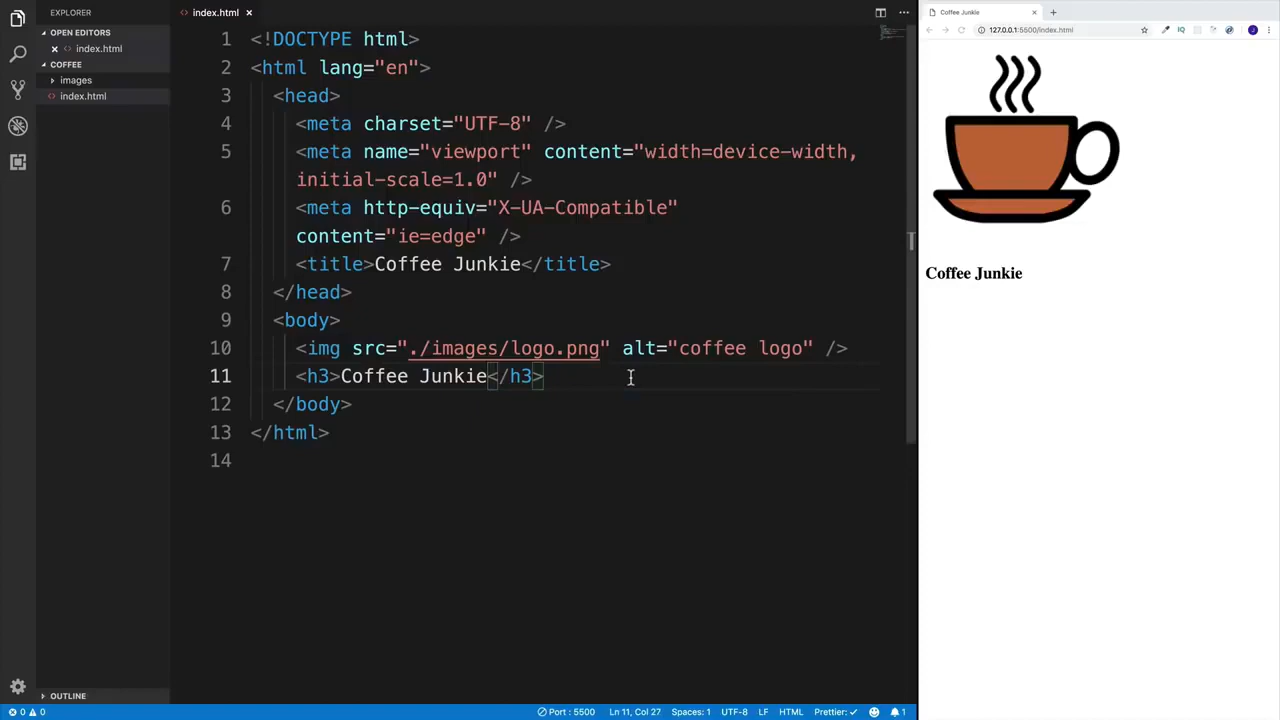 EXPLORER
OPEN EDITORS
index.html
COFFEE
images
index.html
OUTLINE
index.html
1 <!DOCTYPE html>
2 <html lang="en">
3 <head>
4 <meta charset="UTF-8" />
5 <meta name="viewport" content="width=device-width,
initial-scale=1.0" />
6 <meta http-equiv="X-UA-Compatible"
content="ie=edge" />
7 <title>Coffee Junkie</title>
8 </head>
9 <body>
10 <img src="./images/logo.png" alt="coffee logo" />
11 <h3>Coffee Junkie</h3>
12 </body>
13 </html>
14
0 0
Port : 5500
Ln 11, Col 27
Spaces: 1
UTF-8
LF
HTML
Prettier: ✓
1
Coffee Junkie
127.0.0.1:5500/index.html
IQ
J
Coffee Junkie